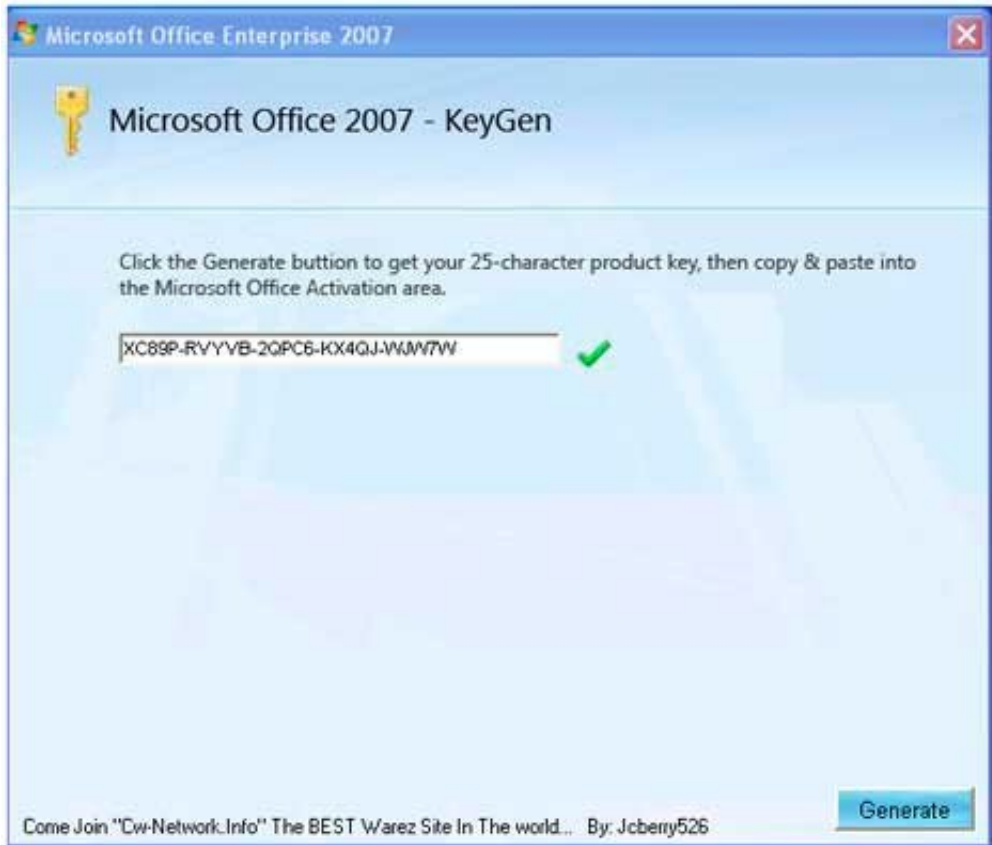 Microsoft Office Enterprise 2007
Microsoft Office 2007 - KeyGen
Click the Generate buttion to get your 25-character product key, then copy & paste into
the Microsoft Office Activation area.
XC89P-RVYVB-2QPC6-KX4QJ-WJW7W
Generate
Come Join "Cw-Network.Info" The BEST Warez Site In The world... By: Jcberry526